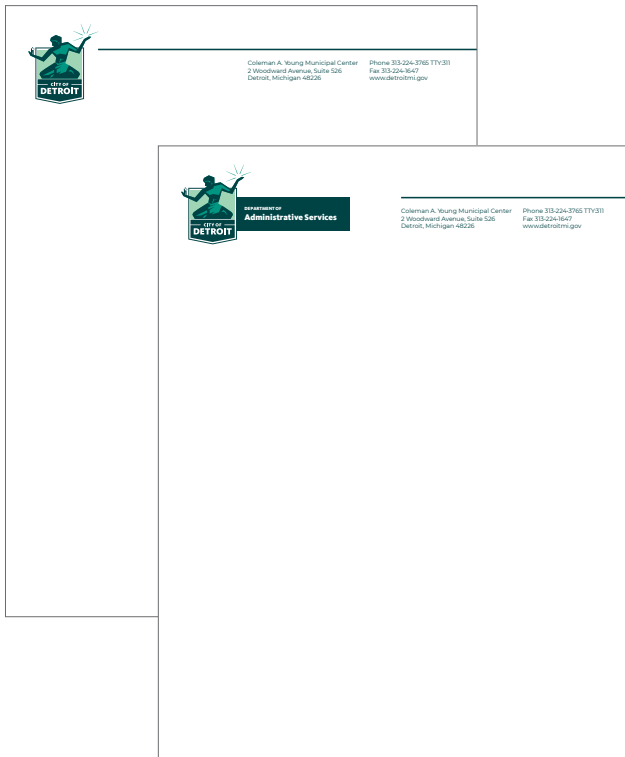 CITY OF
DETROIT
Coleman A. Young Municipal Center
2 Woodward Avenue, Suite 526
Detroit, Michigan 48226
Phone 313-224-3765 TTY:311
Fax 313-224-1647
www.detroitmi.gov
CITY OF
DETROIT
DEPARTMENT OF
Administrative Services
Coleman A. Young Municipal Center
2 Woodward Avenue, Suite 526
Detroit, Michigan 48226
Phone 313-224-3765 TTY:311
Fax 313-224-1647
www.detroitmi.gov